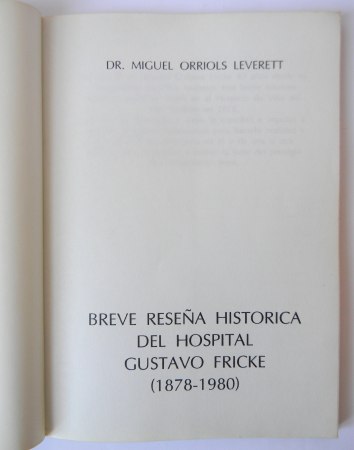 DR. MIGUEL ORRIOLS LEVERETT
BREVE RESEÑA HISTORICA
DEL HOSPITAL
GUSTAVO FRICKE
(1878-1980)